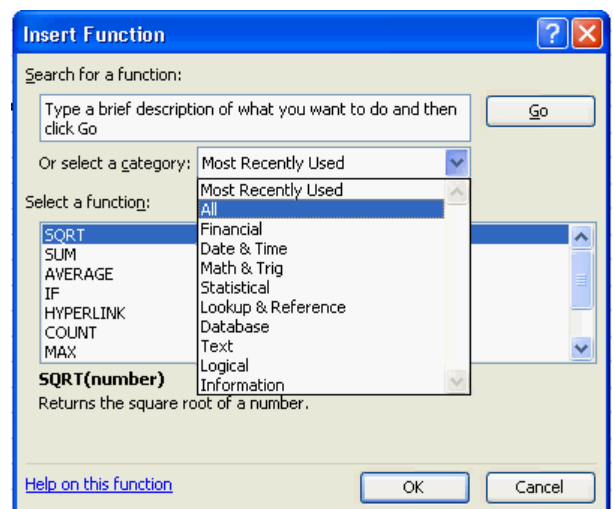 Insert Function
Search for a function:
Type a brief description of what you want to do and then
click Go
Go
Or select a category: Most Recently Used
Most Recently Used
All
Financial
Date & Time
Math & Trig
Statistical
Lookup & Reference
Database
Text
Logical
Information
Select a function:
SQRT
SUM
AVERAGE
IF
HYPERLINK
COUNT
MAX
SQRT(number)
Returns the square root of a number.
Help on this function
OK
Cancel